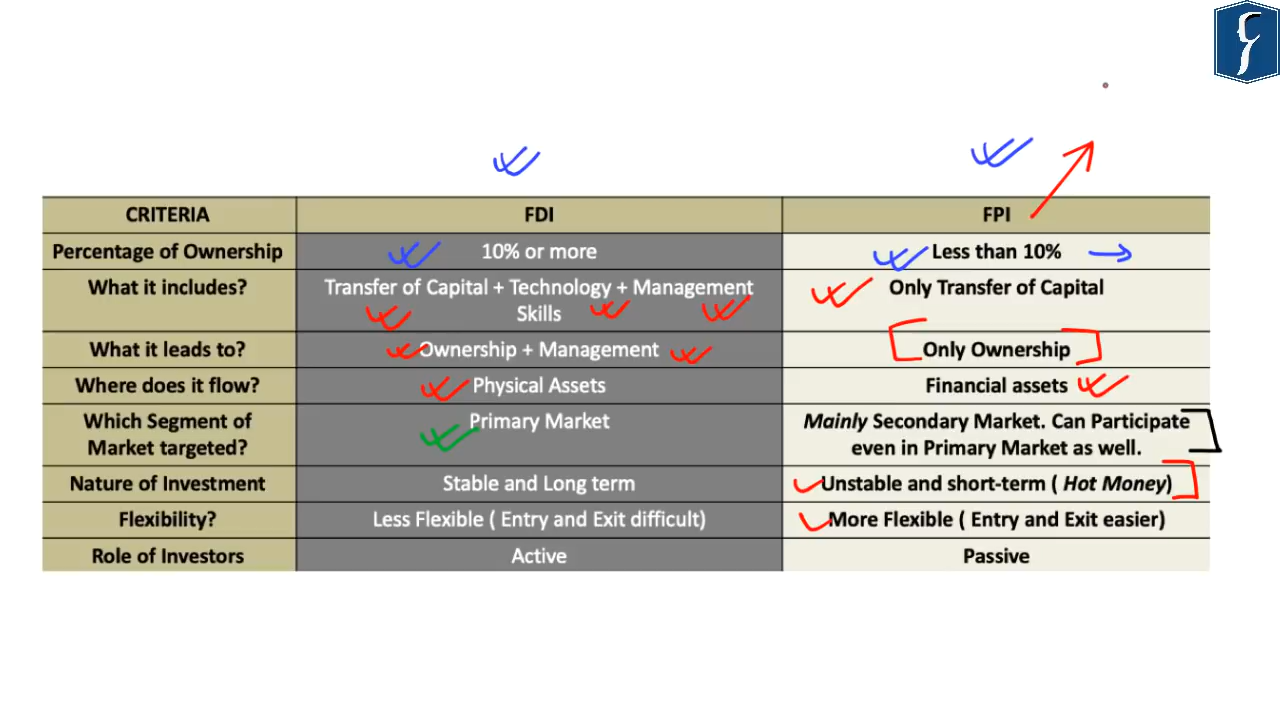 CRITERIA FDI FPI
Percentage of Ownership 10% or more Less than 10%
What it includes? Transfer of Capital + Technology + Management Only Transfer of Capital
Skills
What it leads to? Ownership + Management Only Ownership
Where does it flow? Physical Assets Financial assets
Which Segment of Primary Market Mainly Secondary Market. Can Participate
Market targeted? even in Primary Market as well.
Nature of Investment Stable and Long term Unstable and short-term ( Hot Money)
Flexibility? Less Flexible ( Entry and Exit difficult) More Flexible ( Entry and Exit easier)
Role of Investors Active Passive